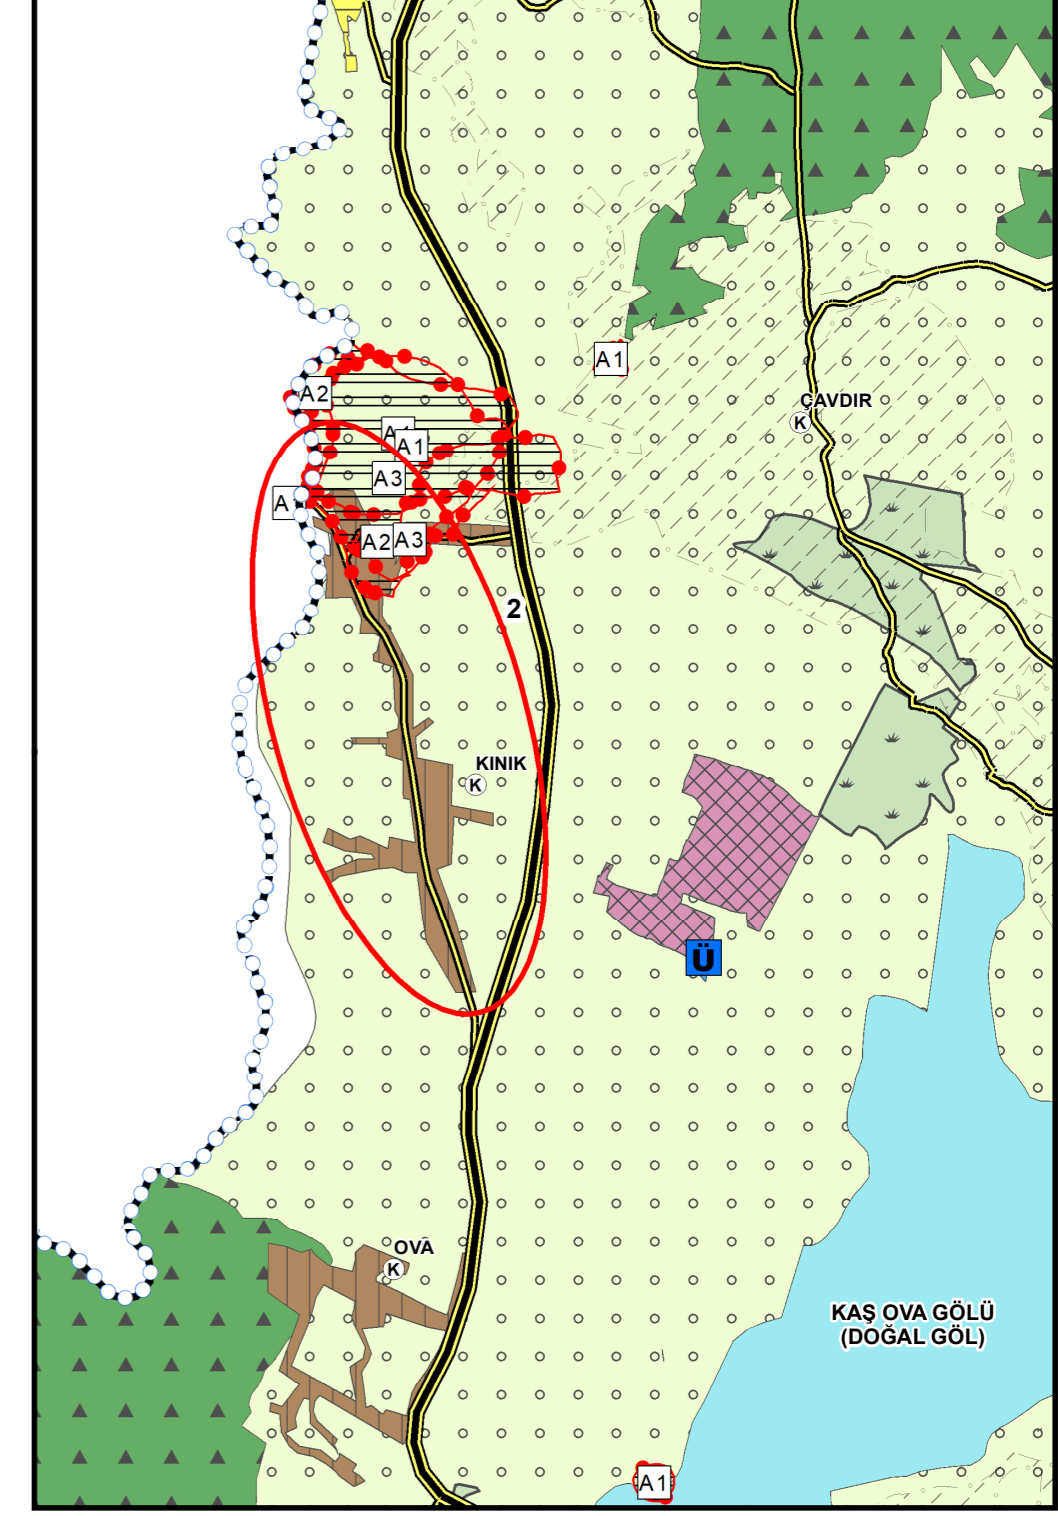 A1
ÇAVDIR
K
A2
A1
A3
A
A2
A3
2
KINIK
K
Ü
OVA
K
KAŞ OVA GÖLÜ
(DOĞAL GÖL)
A1